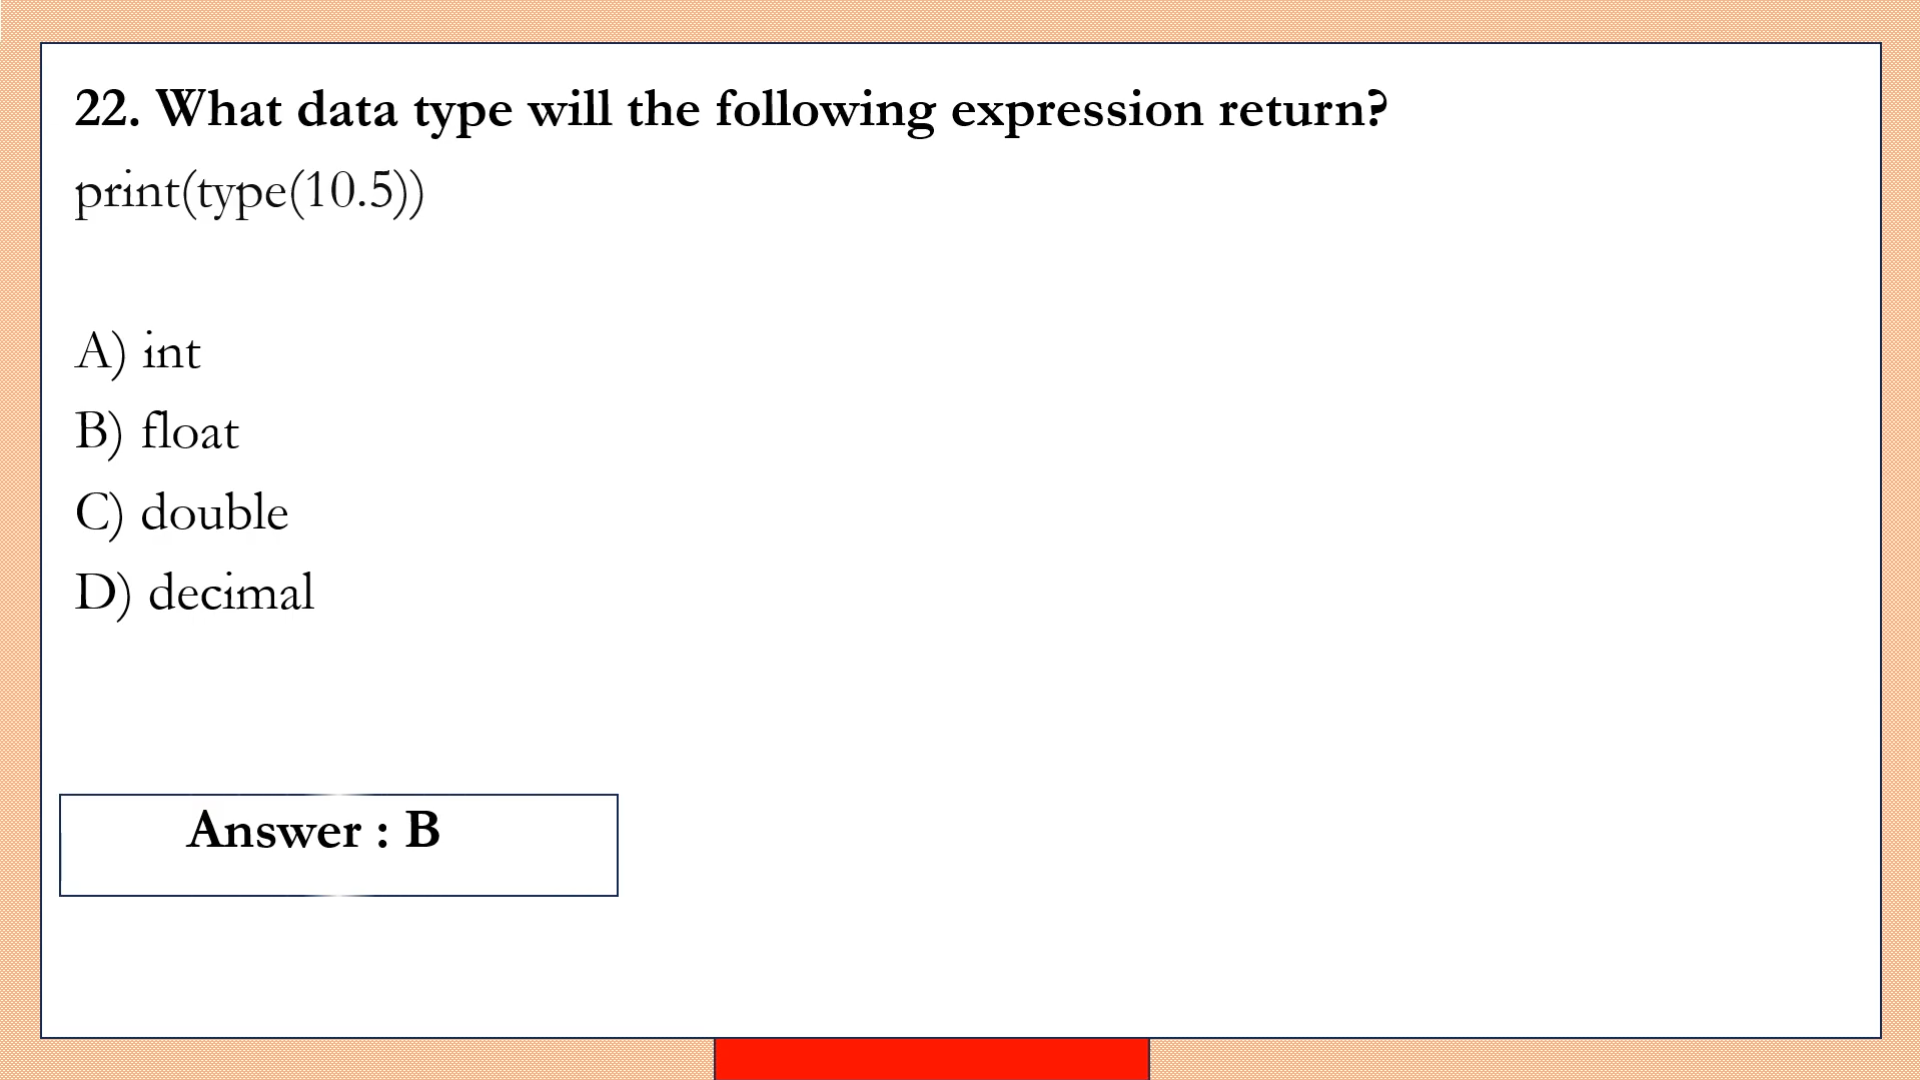 22. What data type will the following expression return?
print(type(10.5))
A) int
B) float
C) double
D) decimal
Answer : B